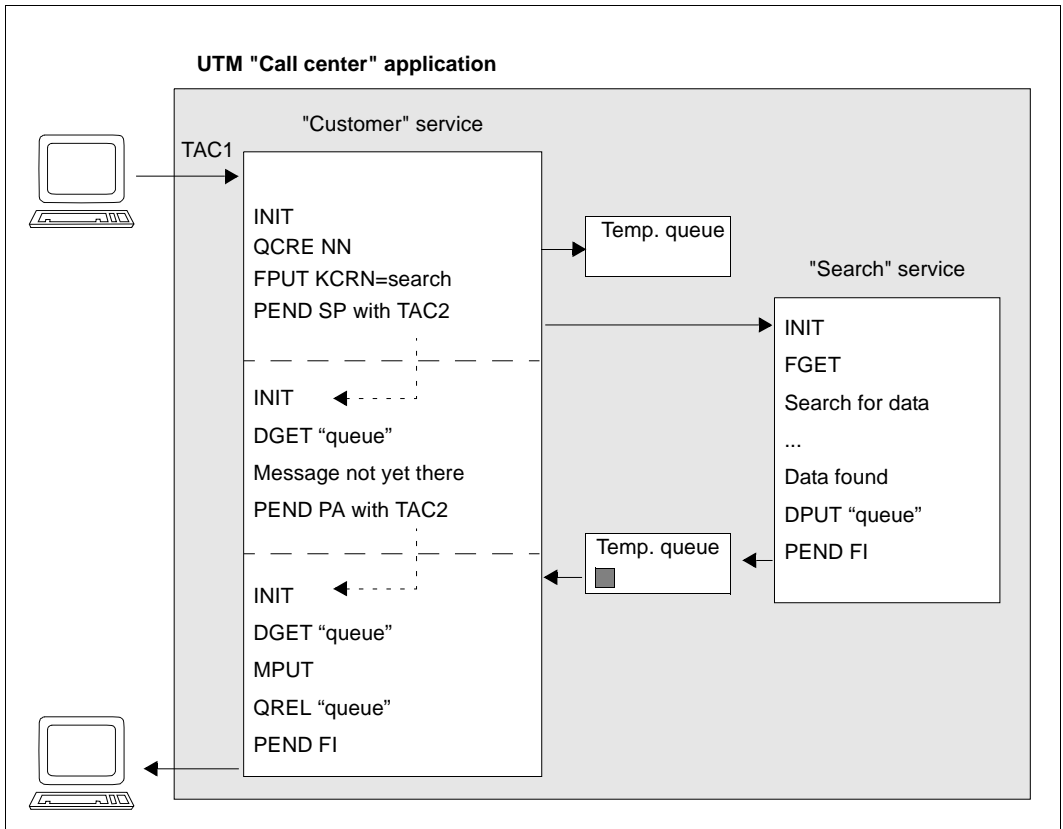 UTM "Call center" application
"Customer" service
TAC1
INIT
QCRE NN
FPUT KCRN=search
PEND SP with TAC2
Temp. queue
"Search" service
INIT
FGET
Search for data
...
Data found
DPUT “queue”
PEND FI
INIT
DGET “queue”
Message not yet there
PEND PA with TAC2
Temp. queue
INIT
DGET “queue”
MPUT
QREL “queue”
PEND FI